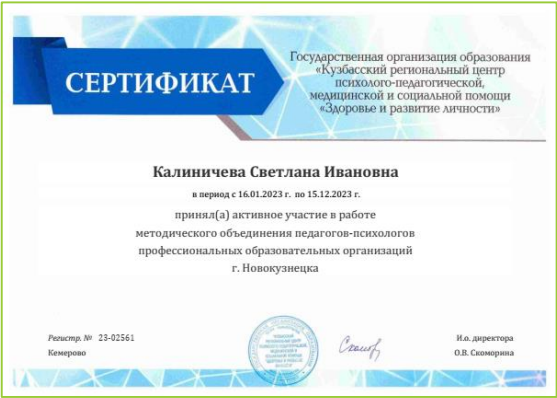 СЕРТИФИКАТ
Государственная организация образования
«Кузбасский региональный центр
психолого-педагогической,
медицинской и социальной помощи
«Здоровье и развитие личности»
Калиничева Светлана Ивановна
в период с 16.01.2023 г. по 15.12.2023 г.
принял(а) активное участие в работе
методического объединения педагогов-психологов
профессиональных образовательных организаций
г. Новокузнецка
Регистр. № 23-02561
Кемерово
И.о. директора
О.В. Скоморина